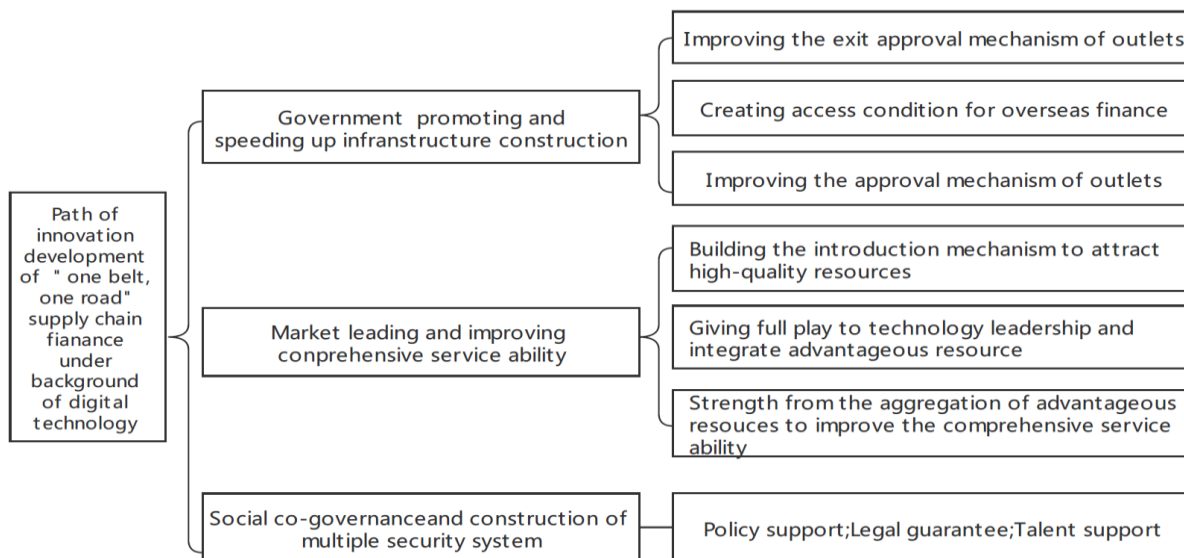 Path of
innovation
development
of " one belt,
one road"
supply chain
fianance
under
background
of digital
technology
Government promoting and
speeding up infranstructure construction
Improving the exit approval mechanism of outlets
Creating access condition for overseas finance
Improving the approval mechanism of outlets
Market leading and improving
conprehensive service ability
Building the introduction mechanism to attract
high-quality resources
Giving full play to technology leadership and
integrate advantageous resource
Strength from the aggregation of advantageous
resouces to improve the comprehensive service
ability
Social co-governanceand construction of
multiple security system
Policy support;Legal guarantee;Talent support